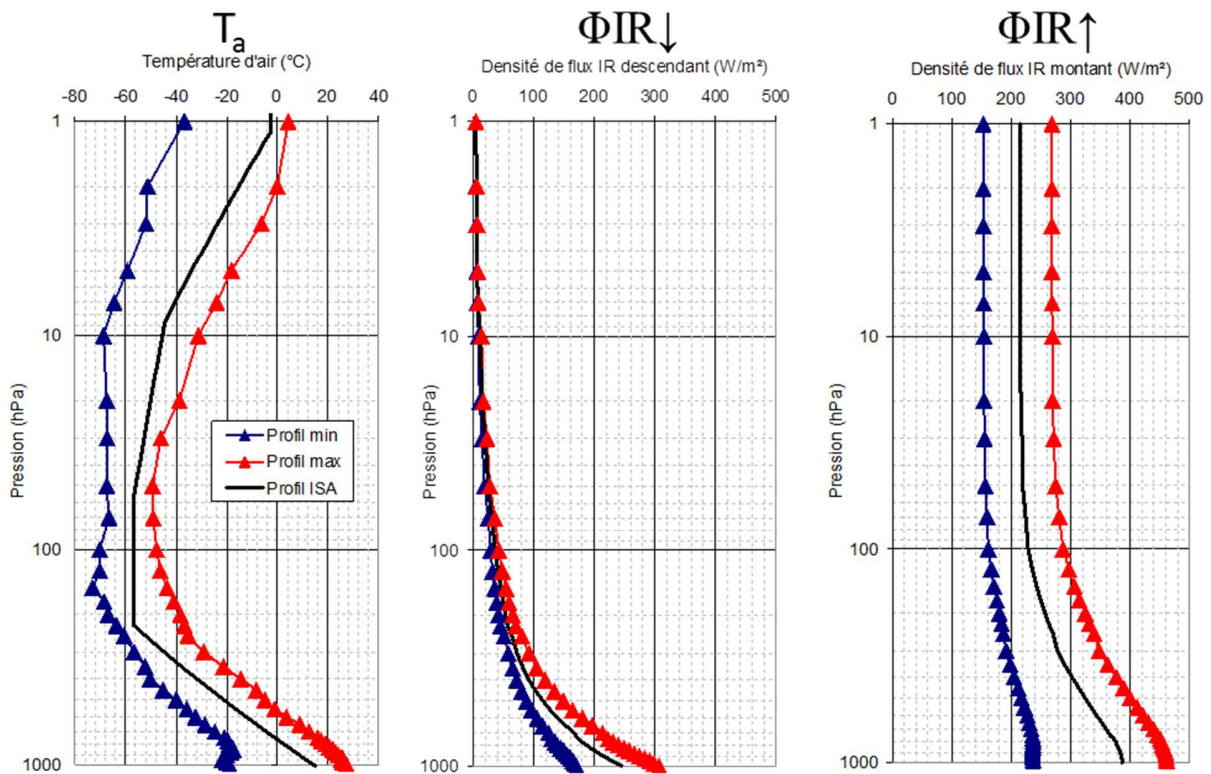 Ta
Température d'air (°C)
-80 -60 -40 -20 0 20 40
1
10
100
1000
Pression (hPa)
Profil min
Profil max
Profil ISA
ΦIR↓
Densité de flux IR descendant (W/m²)
0 100 200 300 400 500
1
10
100
1000
Pression (hPa)
ΦIR↑
Densité de flux IR montant (W/m²)
0 100 200 300 400 500
1
10
100
1000
Pression (hPa)